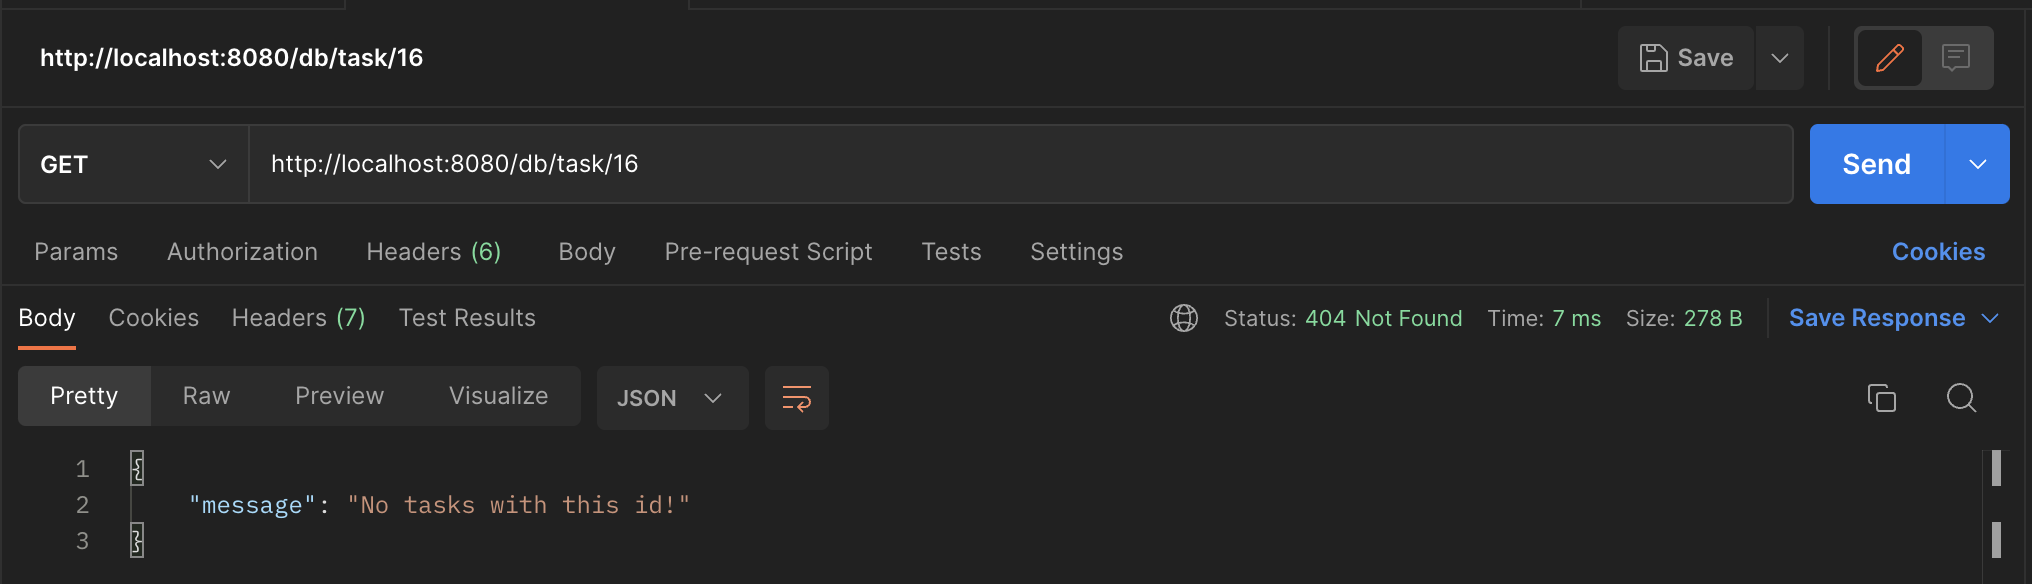 http://localhost:8080/db/task/16
Save
GET
http://localhost:8080/db/task/16
Send
Params Authorization Headers (6) Body Pre-request Script Tests Settings Cookies
Body Cookies Headers (7) Test Results Status: 404 Not Found Time: 7 ms Size: 278 B Save Response
Pretty Raw Preview Visualize JSON
1 {
2 "message": "No tasks with this id!"
3 }